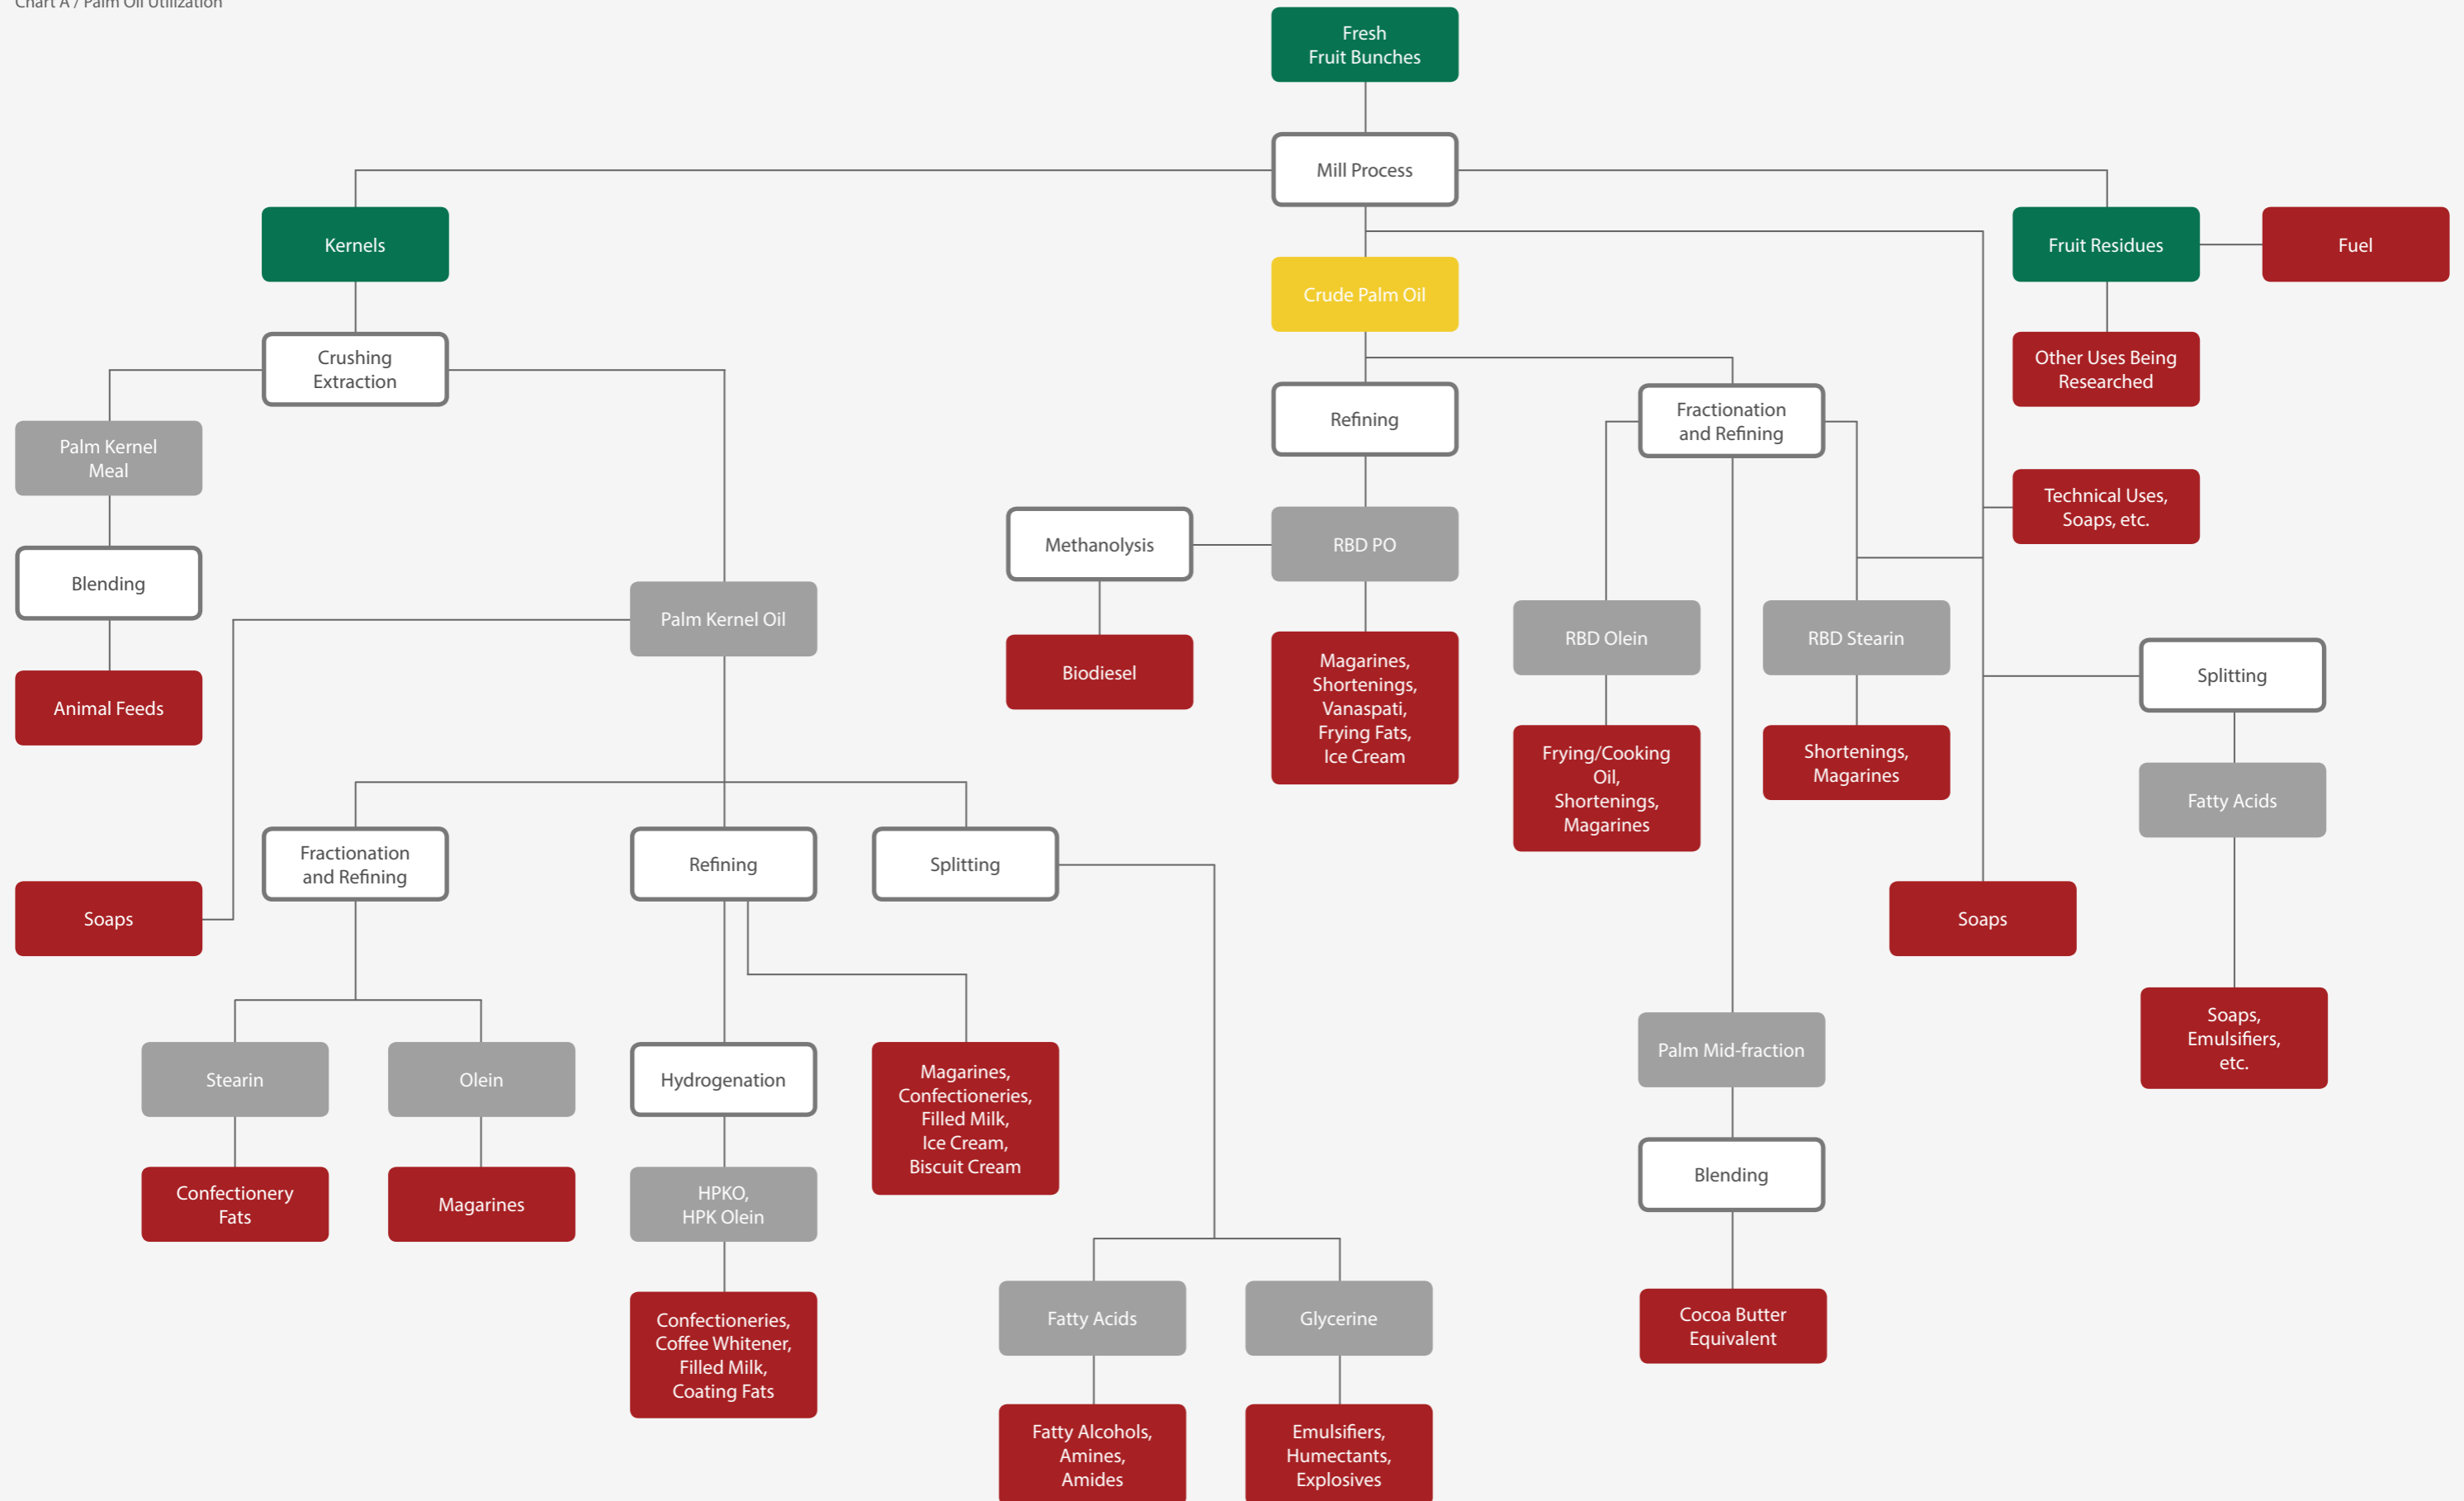 Chart A / Palm Oil Utilization
Fresh
Fruit Bunches
Mill Process
Kernels
Fruit Residues
Fuel
Crude Palm Oil
Crushing
Extraction
Other Uses Being
Researched
Refining
Fractionation
and Refining
Palm Kernel
Meal
Technical Uses,
Soaps, etc.
Methanolysis
RBD PO
Blending
Palm Kernel Oil
RBD Olein
RBD Stearin
Splitting
Biodiesel
Magarines,
Shortenings,
Vanaspati,
Frying Fats,
Ice Cream
Animal Feeds
Frying/Cooking
Oil,
Shortenings,
Magarines
Shortenings,
Magarines
Fatty Acids
Fractionation
and Refining
Refining
Splitting
Soaps
Soaps
Soaps,
Emulsifiers,
etc.
Stearin
Olein
Hydrogenation
Magarines,
Confectioneries,
Filled Milk,
Ice Cream,
Biscuit Cream
Palm Mid-fraction
Confectionery
Fats
Magarines
HPKO,
HPK Olein
Blending
Confectioneries,
Coffee Whitener,
Filled Milk,
Coating Fats
Fatty Acids
Glycerine
Cocoa Butter
Equivalent
Fatty Alcohols,
Amines,
Amides
Emulsifiers,
Humectants,
Explosives